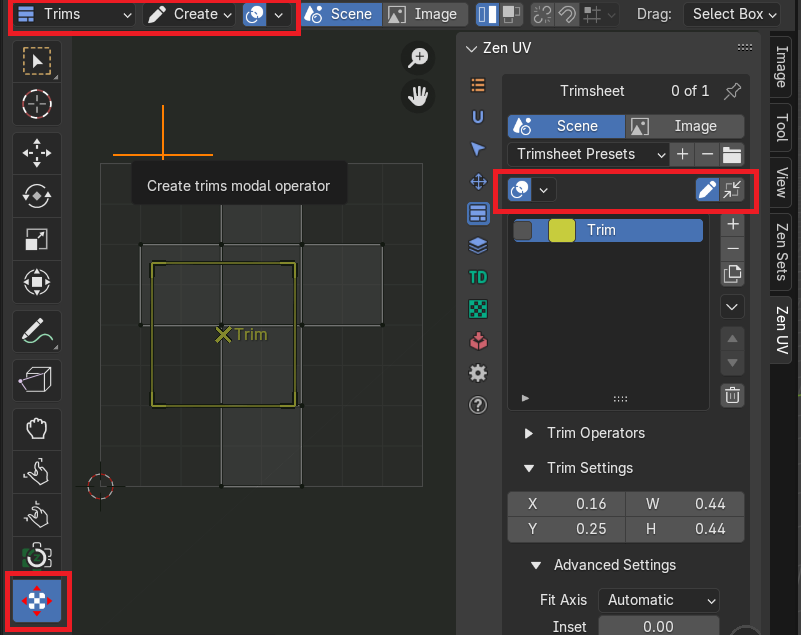 Trims Create Scene Image Drag: Select Box
Zen UV
Trimsheet 0 of 1
Scene Image
Trimsheet Presets
Create trims modal operator
Trim
Trim
TD
Trim Operators
Trim Settings
X 0.16 W 0.44
Y 0.25 H 0.44
Advanced Settings
Fit Axis Automatic
Inset 0.00
Image
Tool
View
Zen Sets
Zen UV